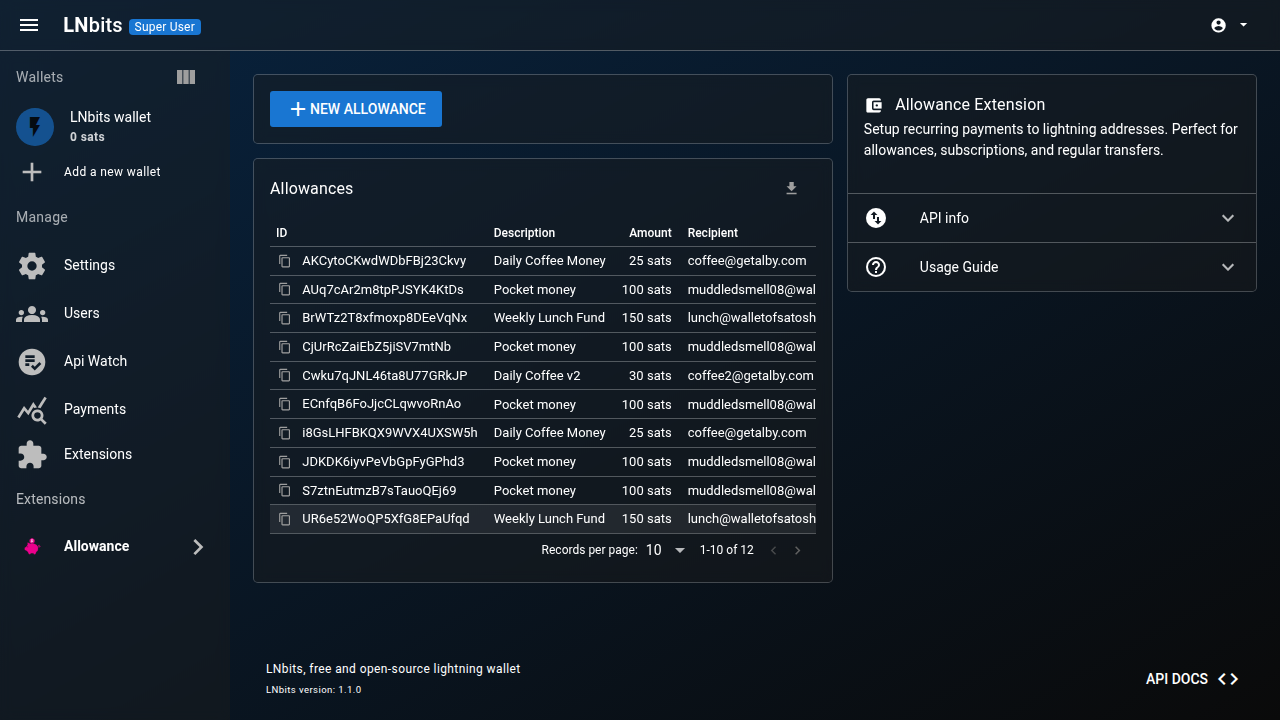 LNbits Super User
Wallets
LNbits wallet
0 sats
Add a new wallet
Manage
Settings
Users
Api Watch
Payments
Extensions
Extensions
Allowance
NEW ALLOWANCE
Allowances
ID Description Amount Recipient
AKCytoCKwdWDbFBj23Ckvy Daily Coffee Money 25 sats coffee@getalby.com
AUq7cAr2m8tpPJSYK4KtDs Pocket money 100 sats muddledsmell08@wal
BrWTz2T8xfmoxp8DEeVqNx Weekly Lunch Fund 150 sats lunch@walletofsatosh
CjUrRcZaiEbZ5jiSV7mtNb Pocket money 100 sats muddledsmell08@wal
Cwku7qJNL46ta8U77GRkJP Daily Coffee v2 30 sats coffee2@getalby.com
ECnfqB6FoJjcCLqwvoRnAo Pocket money 100 sats muddledsmell08@wal
i8GsLHFBKQX9WVX4UXSW5h Daily Coffee Money 25 sats coffee@getalby.com
JDKDK6iyvPeVbGpFyGPhd3 Pocket money 100 sats muddledsmell08@wal
S7ztnEutmzB7sTauoQEj69 Pocket money 100 sats muddledsmell08@wal
UR6e52WoQP5XfG8EPaUfqd Weekly Lunch Fund 150 sats lunch@walletofsatosh
Records per page: 10 1-10 of 12
Allowance Extension
Setup recurring payments to lightning addresses. Perfect for
allowances, subscriptions, and regular transfers.
API info
Usage Guide
LNbits, free and open-source lightning wallet
LNbits version: 1.1.0
API DOCS